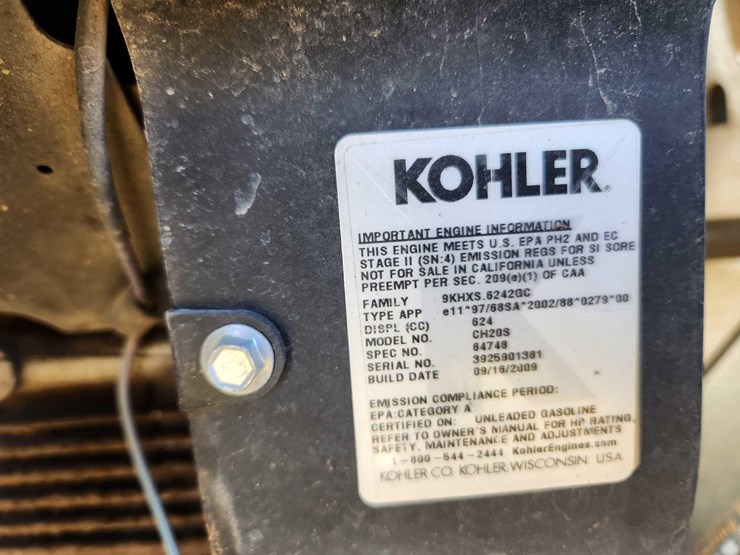 KOHLER
IMPORTANT ENGINE INFORMATION
THIS ENGINE MEETS U.S. EPA PH2 AND EC
STAGE II (SN:4) EMISSION REGS FOR SI SORE
NOT FOR SALE IN CALIFORNIA UNLESS
PREEMPT PER SEC. 209(e)(1) OF CAA
FAMILY 9KHXS.6242GC
TYPE APP e11*97/68SA*2002/88*0279*00
DISPL (CC) 624
MODEL NO. CH20S
SPEC NO. 64748
SERIAL NO. 3925901381
BUILD DATE 09/16/2009
EMISSION COMPLIANCE PERIOD:
EPA:CATEGORY A
CERTIFIED ON: UNLEADED GASOLINE
REFER TO OWNER'S MANUAL FOR HP RATING,
SAFETY, MAINTENANCE AND ADJUSTMENTS
1-800-544-2444 KohlerEngines.com
KOHLER CO. KOHLER, WISCONSIN USA